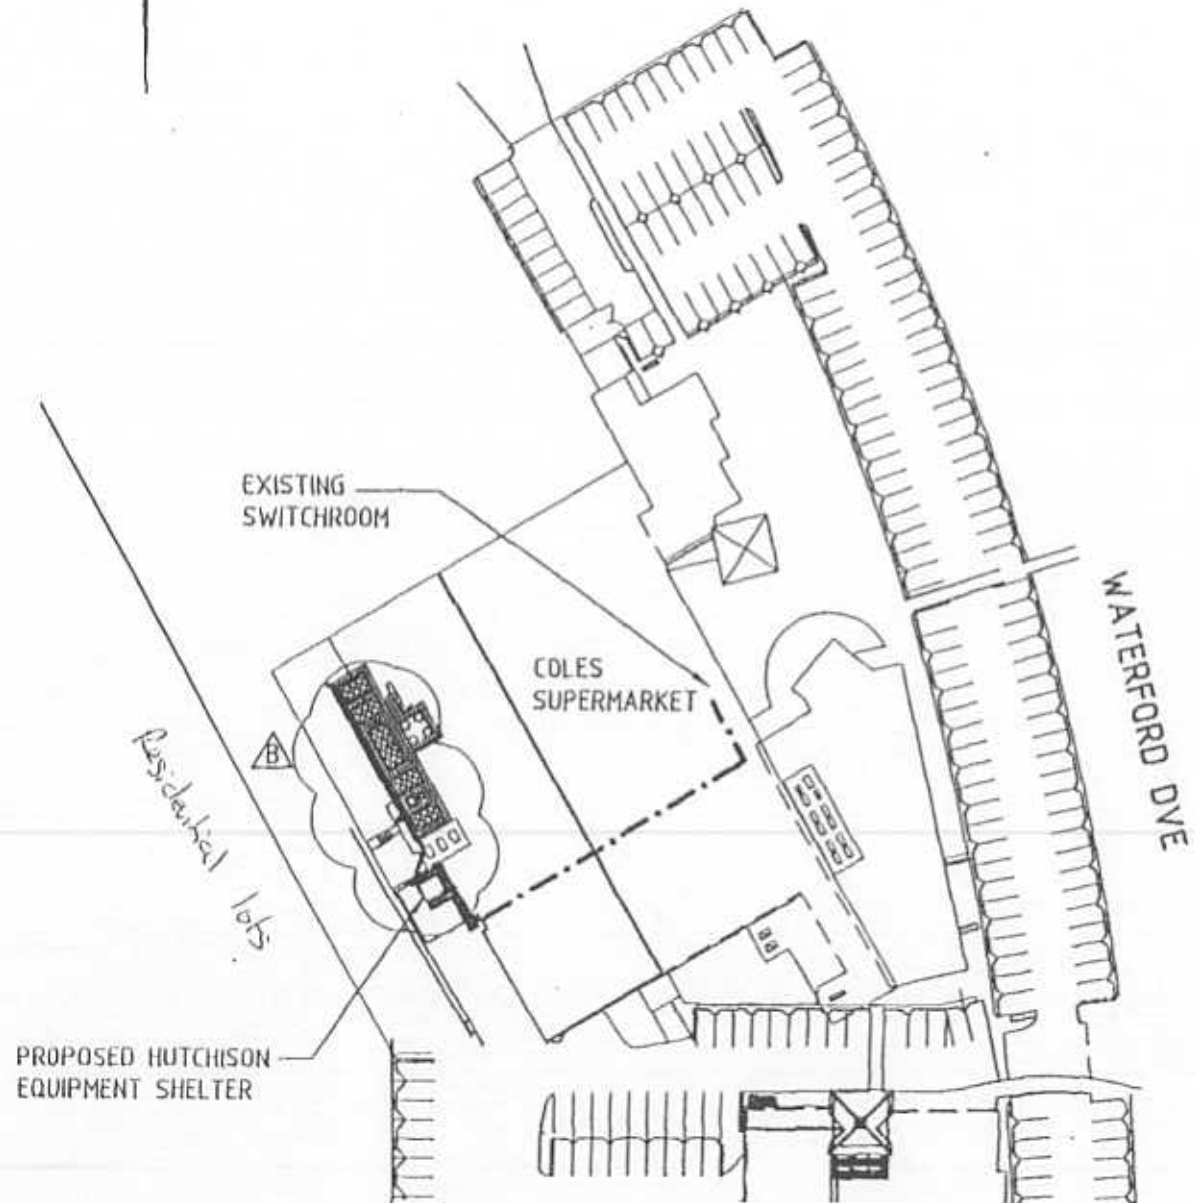 EXISTING
SWITCHROOM
COLES
SUPERMARKET
WATERFORD DVE
B
Residential lots
PROPOSED HUTCHISON
EQUIPMENT SHELTER